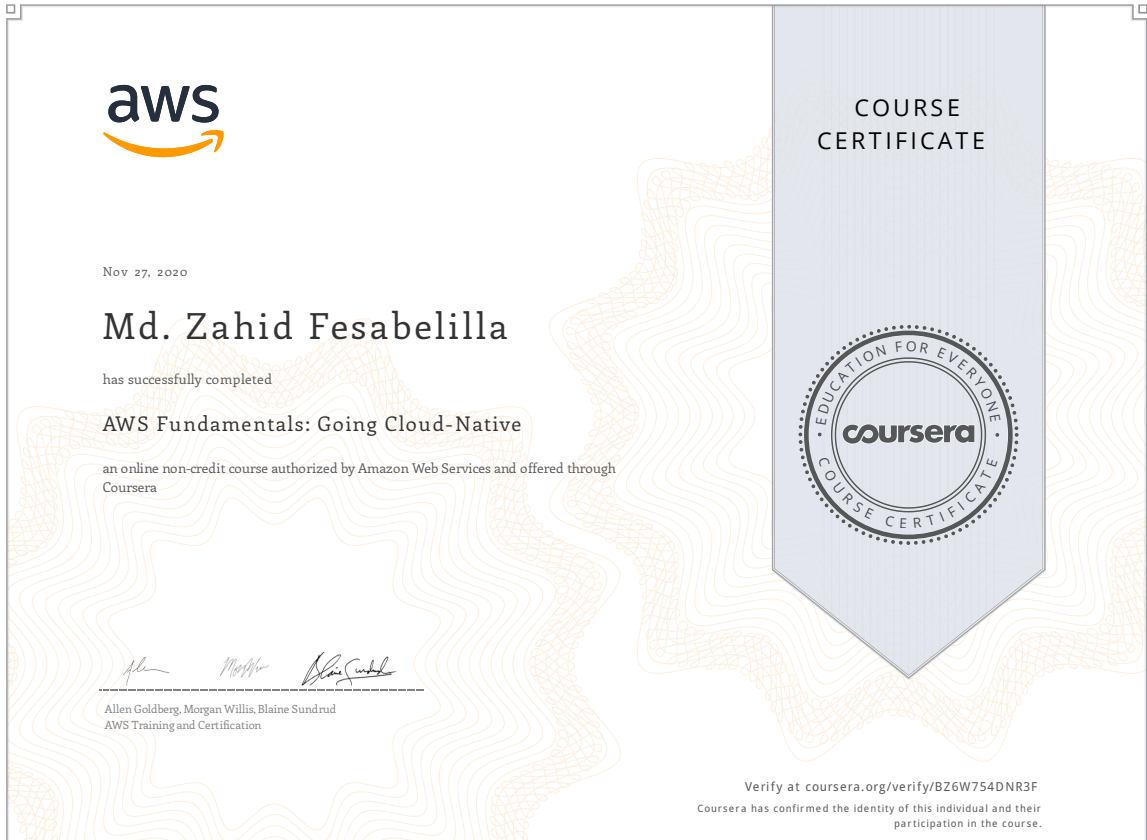 aws
COURSE
CERTIFICATE
Nov 27, 2020
Md. Zahid Fesabelilla
has successfully completed
AWS Fundamentals: Going Cloud-Native
an online non-credit course authorized by Amazon Web Services and offered through
Coursera
EDUCATION FOR EVERYONE
coursera
COURSE CERTIFICATE
Blaine Sundrud
Allen Goldberg, Morgan Willis, Blaine Sundrud
AWS Training and Certification
Verify at coursera.org/verify/BZ6W754DNR3F
Coursera has confirmed the identity of this individual and their
participation in the course.